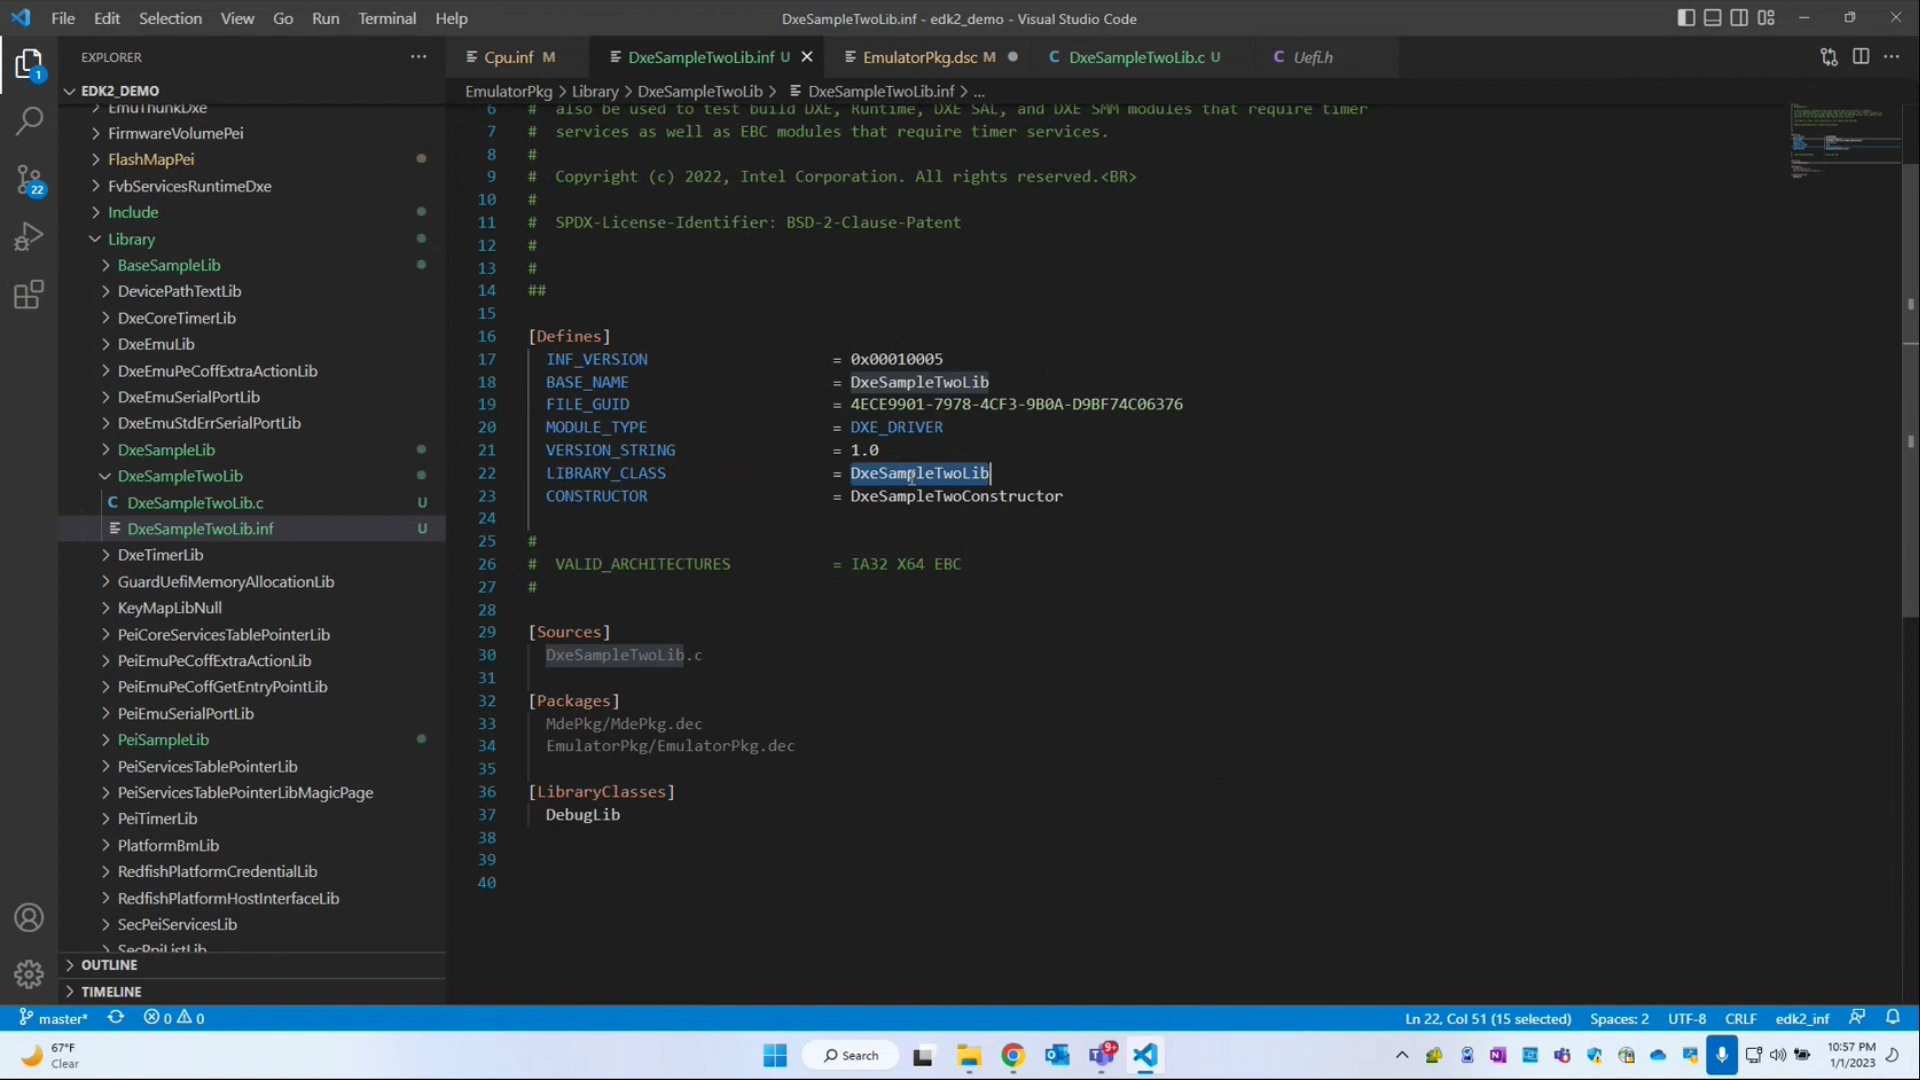 File Edit Selection View Go Run Terminal Help
DxeSampleTwoLib.inf - edk2_demo - Visual Studio Code
EXPLORER
Cpu.inf M
DxeSampleTwoLib.inf U
EmulatorPkg.dsc M
C DxeSampleTwoLib.c U
C Uefi.h
EmulatorPkg > Library > DxeSampleTwoLib > DxeSampleTwoLib.inf > ...
1
22
EDK2_DEMO
EmuThunkDxe
FirmwareVolumePei
FlashMapPei
FvbServicesRuntimeDxe
Include
Library
BaseSampleLib
DevicePathTextLib
DxeCoreTimerLib
DxeEmuLib
DxeEmuPeCoffExtraActionLib
DxeEmuSerialPortLib
DxeEmuStdErrSerialPortLib
DxeSampleLib
DxeSampleTwoLib
C DxeSampleTwoLib.c U
DxeSampleTwoLib.inf U
DxeTimerLib
GuardUefiMemoryAllocationLib
KeyMapLibNull
PeiCoreServicesTablePointerLib
PeiEmuPeCoffExtraActionLib
PeiEmuPeCoffGetEntryPointLib
PeiEmuSerialPortLib
PeiSampleLib
PeiServicesTablePointerLib
PeiServicesTablePointerLibMagicPage
PeiTimerLib
PlatformBmLib
RedfishPlatformCredentialLib
RedfishPlatformHostInterfaceLib
SecPeiServicesLib
SecPpiListLib
OUTLINE
TIMELINE
6 # also be used to test build DXE, Runtime, DXE SAL, and DXE SMM modules that require timer
7 # services as well as EBC modules that require timer services.
8 #
9 # Copyright (c) 2022, Intel Corporation. All rights reserved.<BR>
10 #
11 # SPDX-License-Identifier: BSD-2-Clause-Patent
12 #
13 #
14 ##
15
16 [Defines]
17 INF_VERSION = 0x00010005
18 BASE_NAME = DxeSampleTwoLib
19 FILE_GUID = 4ECE9901-7978-4CF3-9B0A-D9BF74C06376
20 MODULE_TYPE = DXE_DRIVER
21 VERSION_STRING = 1.0
22 LIBRARY_CLASS = DxeSampleTwoLib
23 CONSTRUCTOR = DxeSampleTwoConstructor
24
25 #
26 # VALID_ARCHITECTURES = IA32 X64 EBC
27 #
28
29 [Sources]
30 DxeSampleTwoLib.c
31
32 [Packages]
33 MdePkg/MdePkg.dec
34 EmulatorPkg/EmulatorPkg.dec
35
36 [LibraryClasses]
37 DebugLib
38
39
40
master* 0 0
Ln 22, Col 51 (15 selected) Spaces: 2 UTF-8 CRLF edk2_inf
67°F
Clear
Search
9+
10:57 PM
1/1/2023